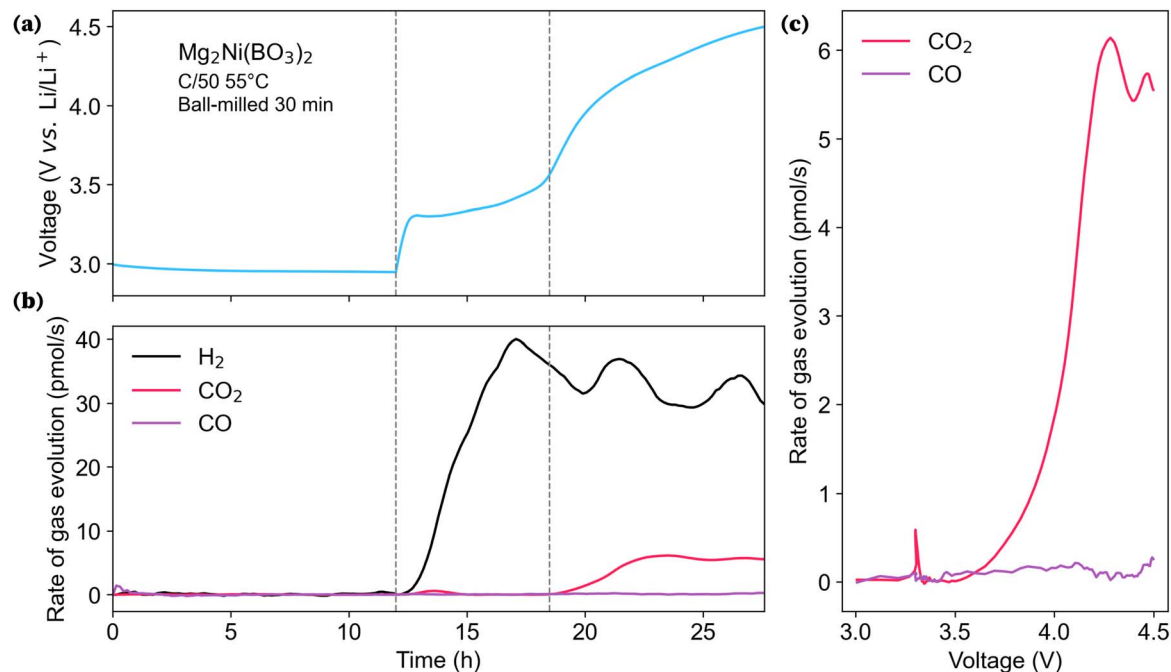 (a)
4.5
4.0
3.5
3.0
Voltage (V vs. Li/Li⁺)
Mg₂Ni(BO₃)₂
C/50 55°C
Ball-milled 30 min
(b)
40
30
20
10
0
Rate of gas evolution (pmol/s)
H₂
CO₂
CO
0 5 10 15 20 25
Time (h)
(c)
6
5
4
3
2
1
0
Rate of gas evolution (pmol/s)
CO₂
CO
3.0 3.5 4.0 4.5
Voltage (V)